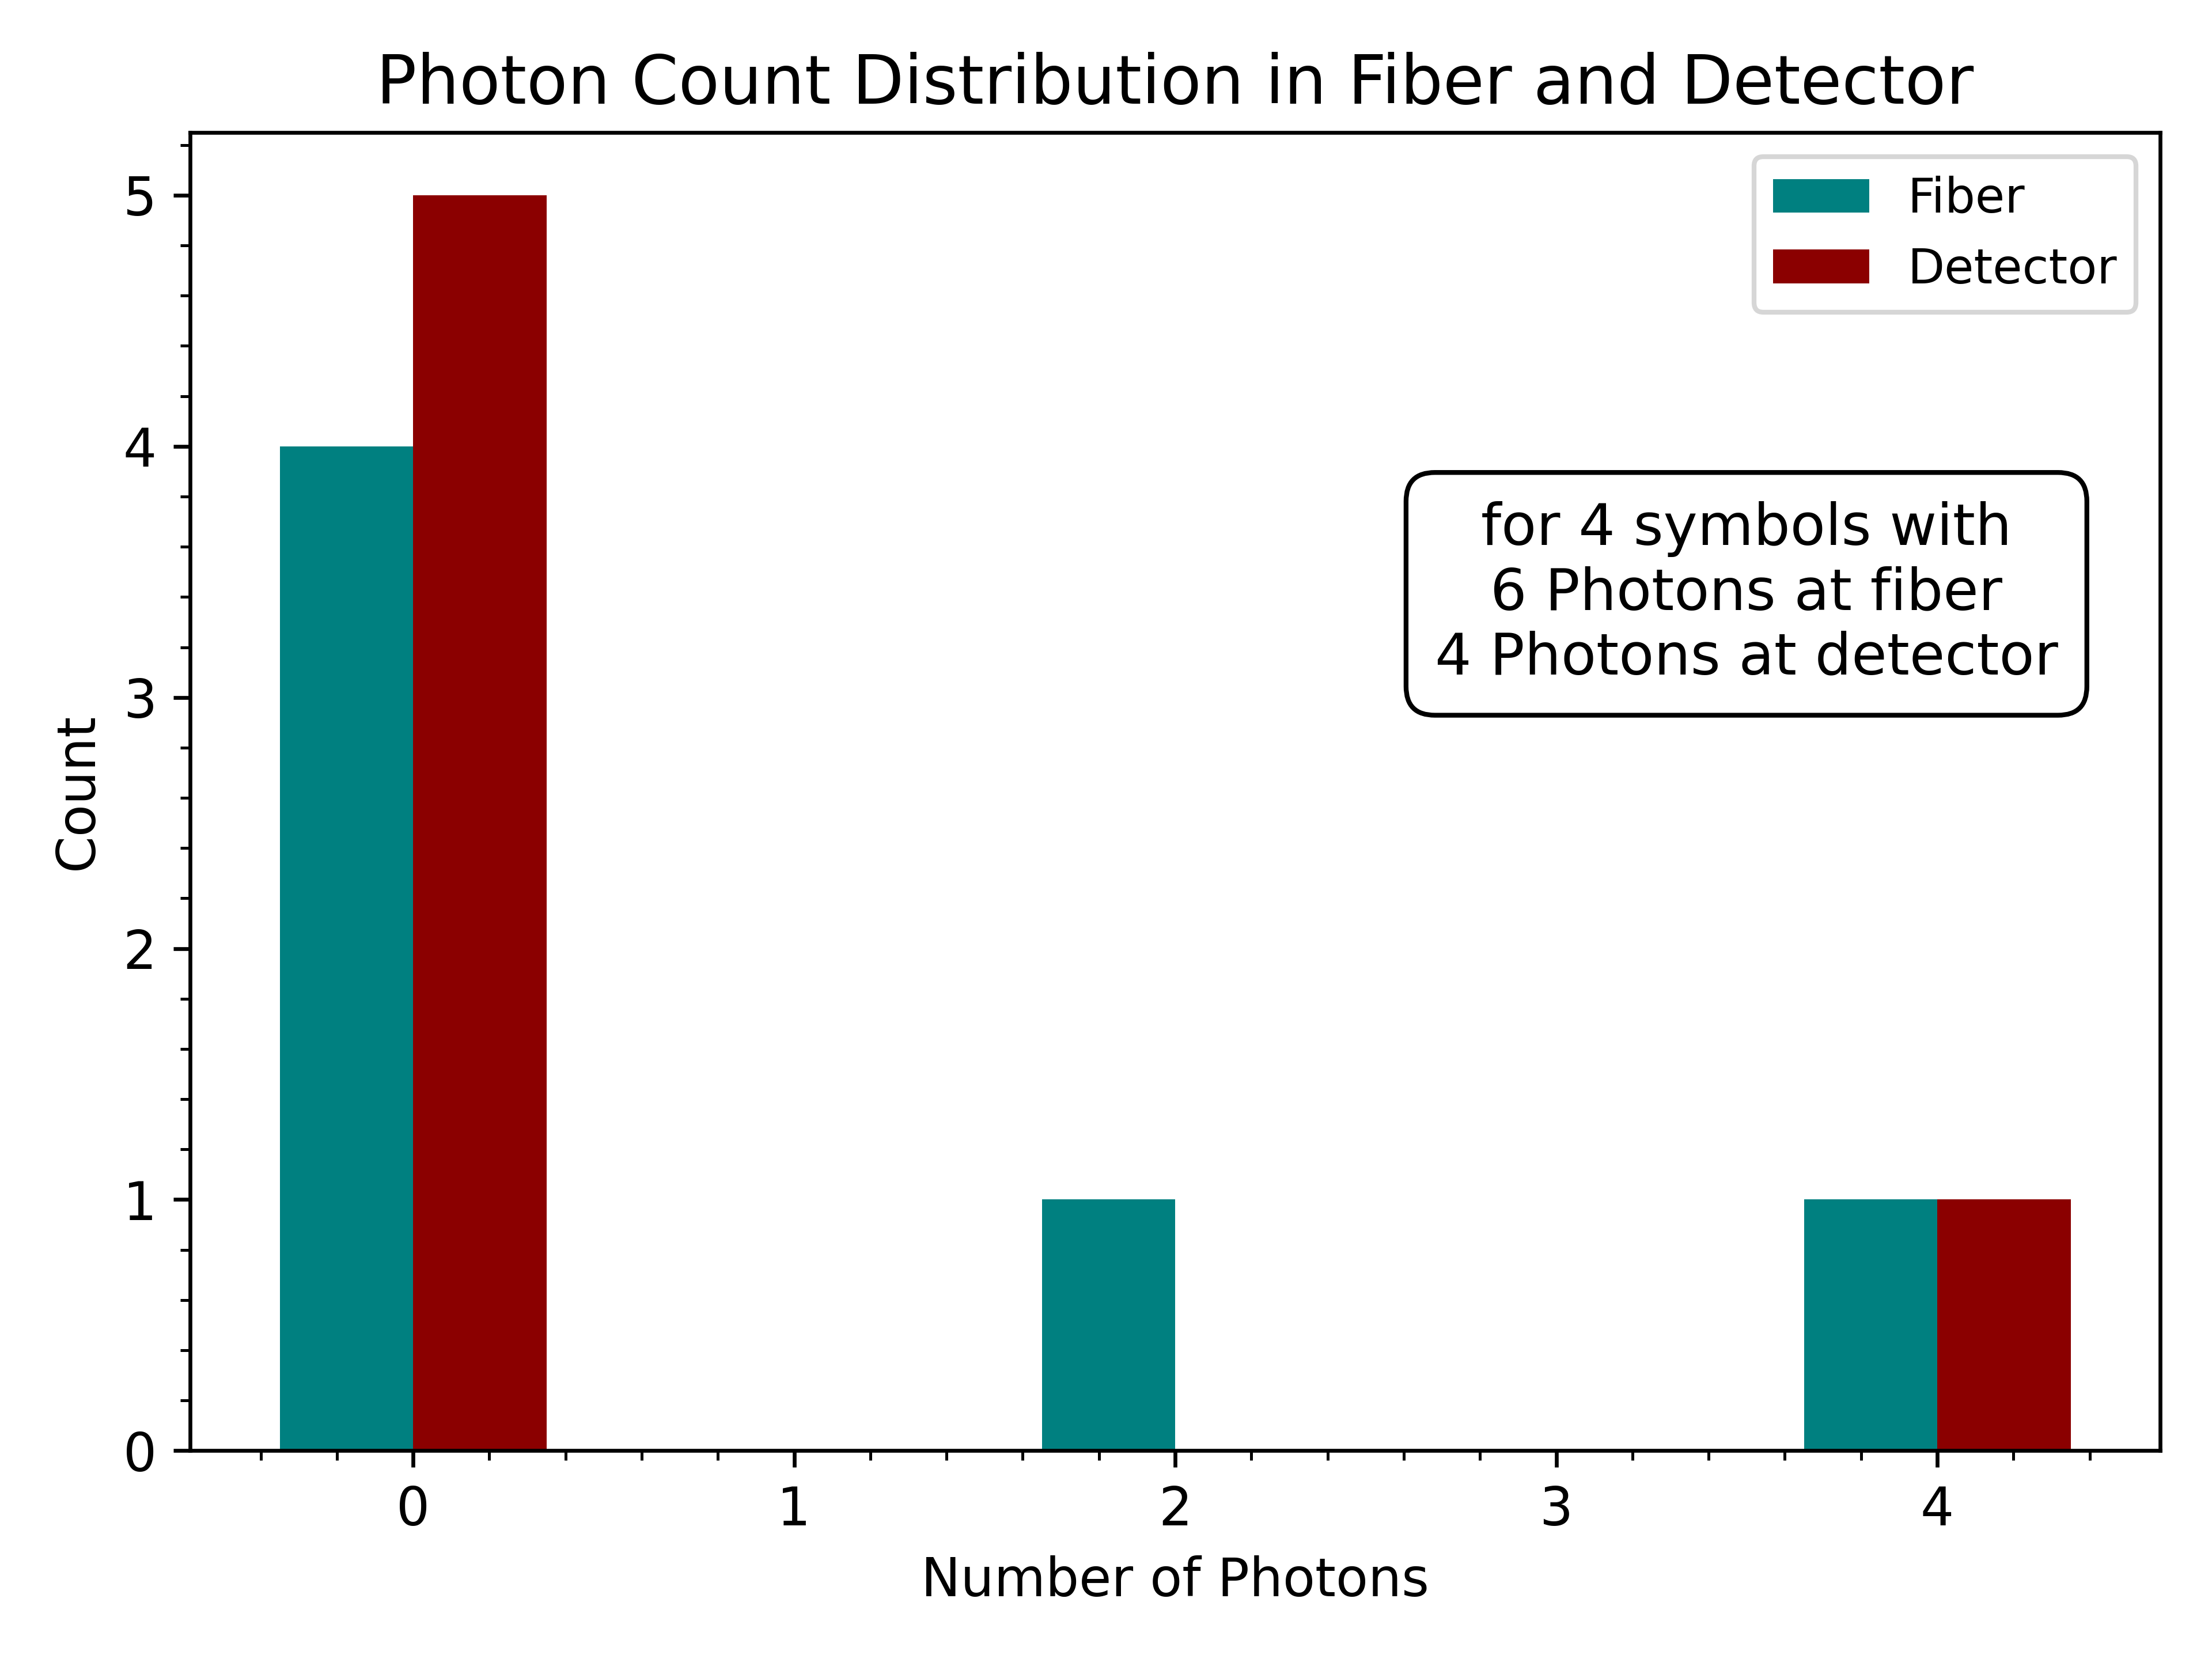 Photon Count Distribution in Fiber and Detector
Fiber
Detector
for 4 symbols with
6 Photons at fiber
4 Photons at detector
Count
5
4
3
2
1
0
0 1 2 3 4
Number of Photons